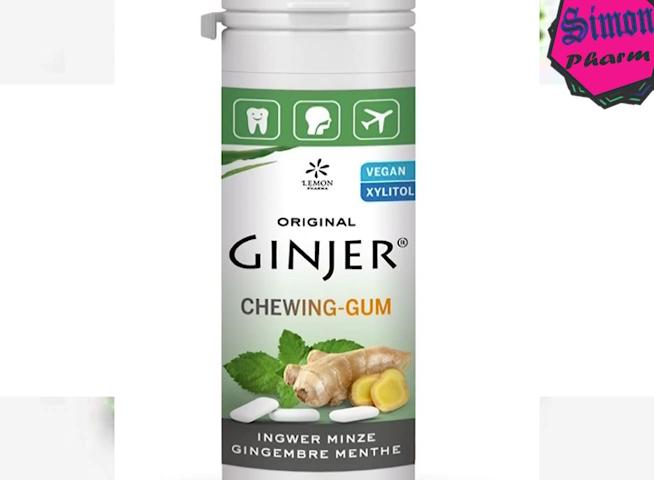 Simon
Pharm
LEMON
PHARMA
VEGAN
XYLITOL
ORIGINAL
GINJER®
CHEWING-GUM
INGWER MINZE
GINGEMBRE MENTHE